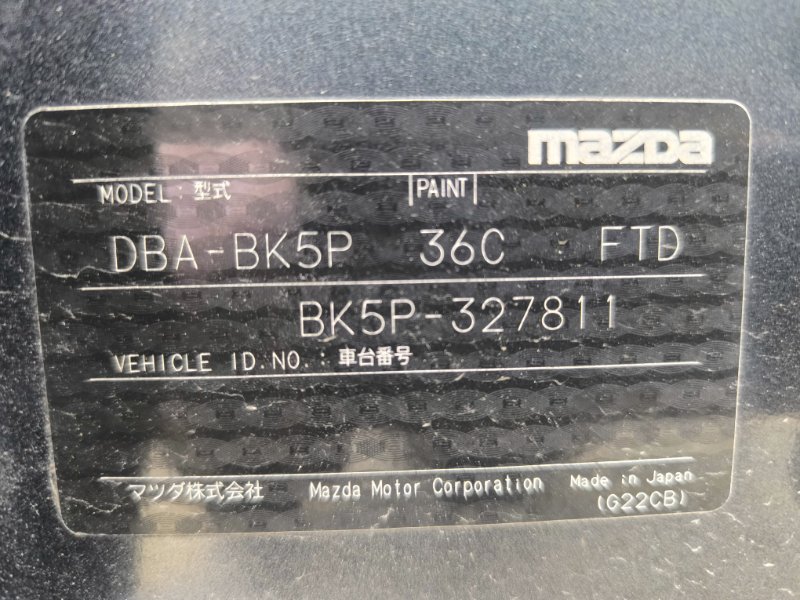 mazda
MODEL : 型式 PAINT
DBA-BK5P 36C FTD
BK5P-327811
VEHICLE ID.NO. : 車台番号
マツダ株式会社 Mazda Motor Corporation Made in Japan
(G22CB)